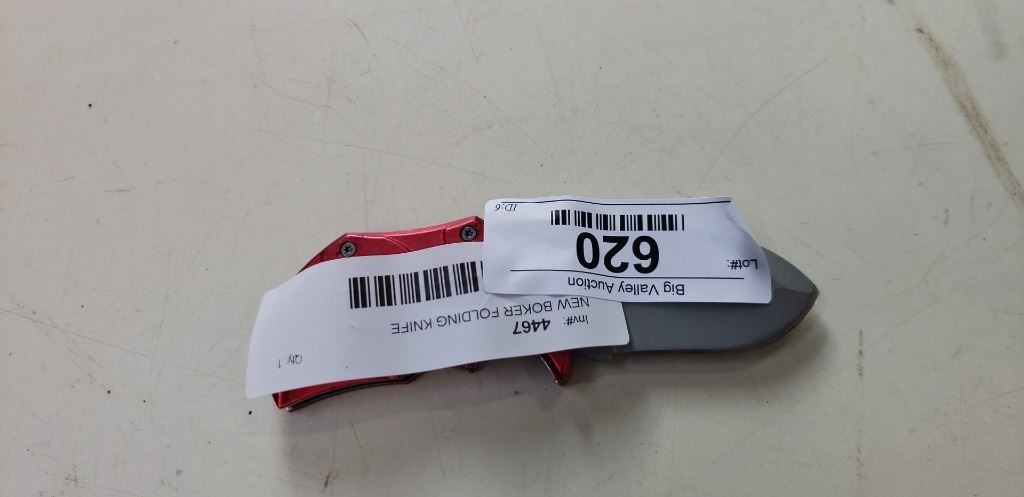 Big Valley Auction
Lot#:
620
ID:6
Inv#: 4467
NEW BOKER FOLDING KNIFE
Qty: 1